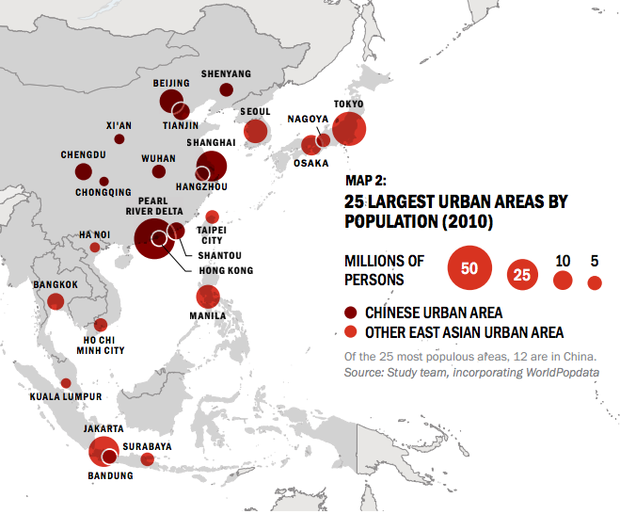 SHENYANG
BEIJING
TIANJIN
SEOUL
TOKYO
NAGOYA
OSAKA
XI'AN
SHANGHAI
CHENGDU
WUHAN
HANGZHOU
CHONGQING
PEARL
RIVER DELTA
TAIPEI
CITY
HA NOI
SHANTOU
HONG KONG
BANGKOK
MANILA
HO CHI
MINH CITY
KUALA LUMPUR
JAKARTA
SURABAYA
BANDUNG
MAP 2:
25 LARGEST URBAN AREAS BY
POPULATION (2010)
MILLIONS OF
PERSONS
50 25 10 5
CHINESE URBAN AREA
OTHER EAST ASIAN URBAN AREA
Of the 25 most populous areas, 12 are in China.
Source: Study team, incorporating WorldPopdata